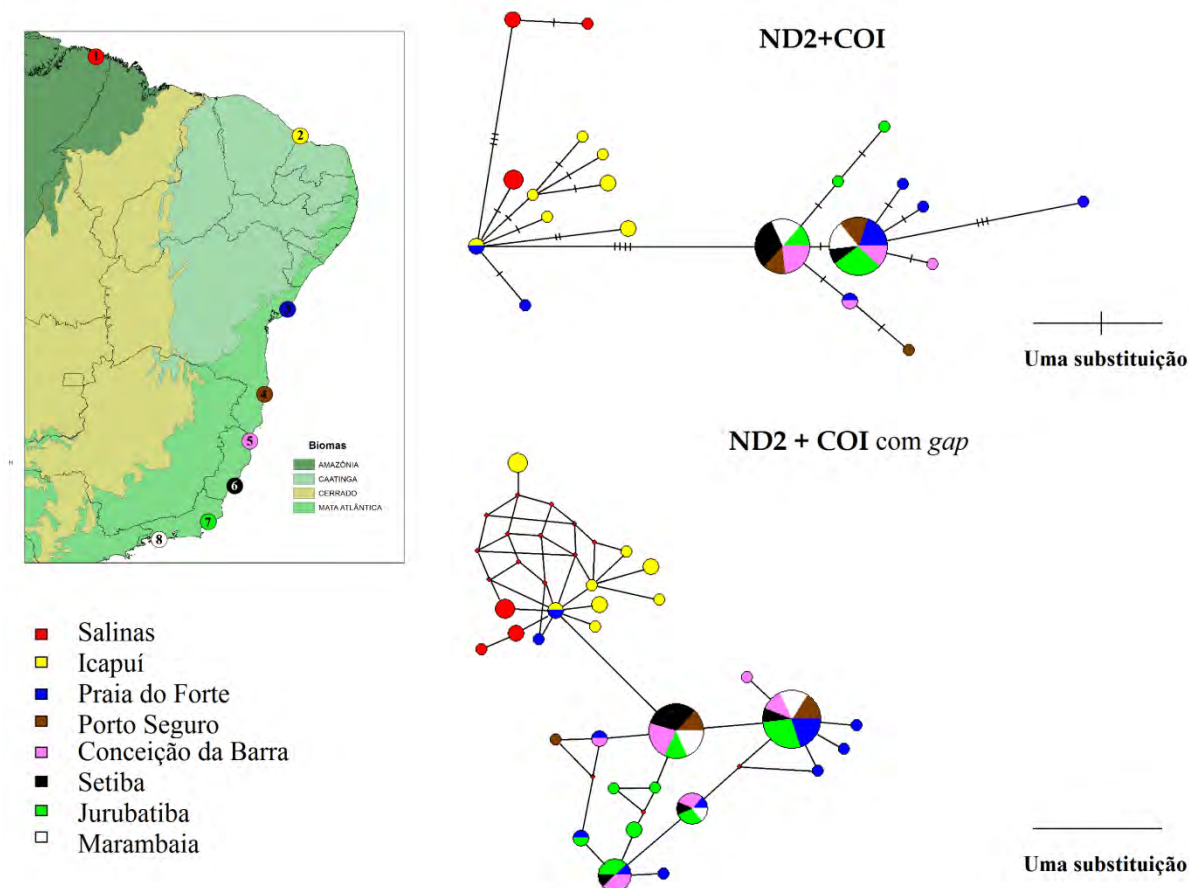 1
2
3
4
5
6
7
8
Biomas
AMAZÔNIA
CAATINGA
CERRADO
MATA ATLÂNTICA
Salinas
Icapuí
Praia do Forte
Porto Seguro
Conceição da Barra
Setiba
Jurubatiba
Marambaia
ND2+COI
Uma substituição
ND2 + COI com gap
Uma substituição